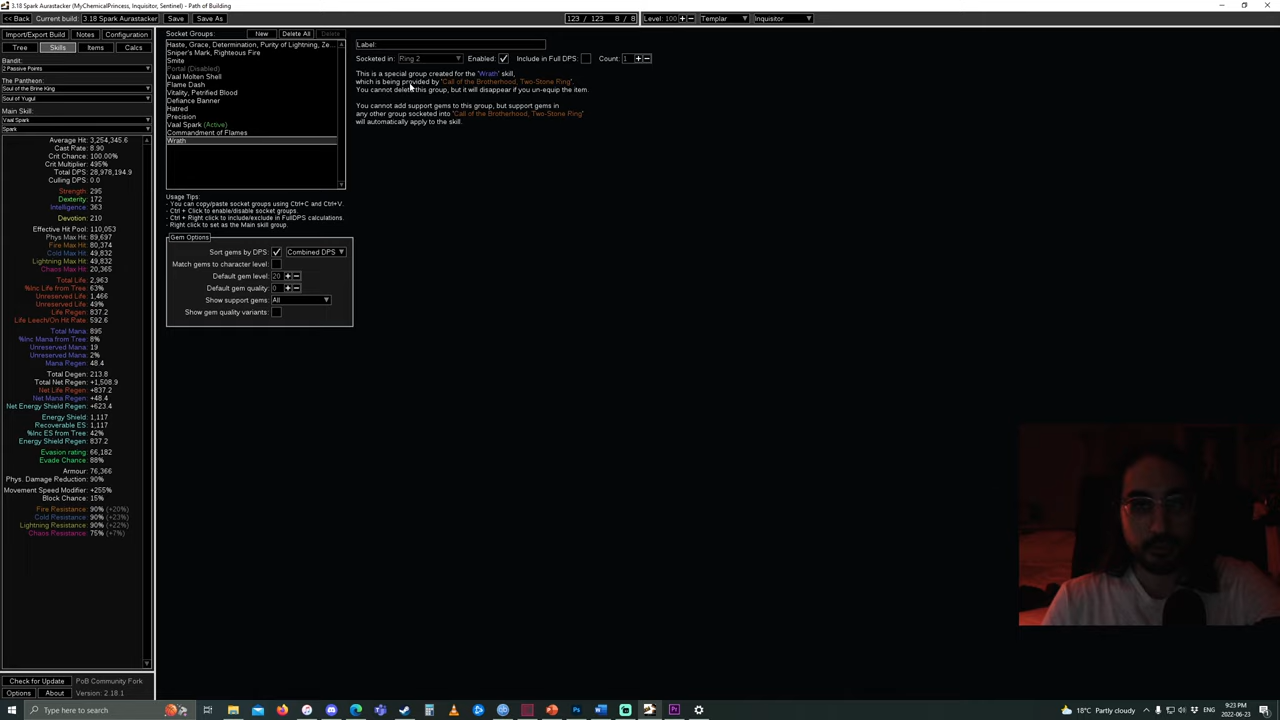 3.18 Spark Aurastacker (MyChemicalPrincess, Inquisitor, Sentinel) - Path of Building
<< Back Current build: 3.18 Spark Aurastacker Save Save As 123 / 123 8 / 8 Level: 100 + - Templar Inquisitor
Import/Export Build Notes Configuration
Tree Skills Items Calcs
Bandit:
2 Passive Points
The Pantheon:
Soul of the Brine King
Soul of Yugul
Main Skill:
Vaal Spark
Spark
Average Hit: 3,254,345.6
Cast Rate: 8.90
Crit Chance: 100.00%
Crit Multiplier: 495%
Total DPS: 28,978,194.9
Culling DPS: 0.0
Strength: 295
Dexterity: 172
Intelligence: 363
Devotion: 210
Effective Hit Pool: 110,053
Phys Max Hit: 89,697
Fire Max Hit: 80,374
Cold Max Hit: 49,832
Lightning Max Hit: 49,832
Chaos Max Hit: 20,365
Total Life: 2,963
%Inc Life from Tree: 63%
Unreserved Life: 1,466
Unreserved Life: 49%
Life Regen: 837.2
Life Leech/On Hit Rate: 592.6
Total Mana: 895
%Inc Mana from Tree: 8%
Unreserved Mana: 19
Unreserved Mana: 2%
Mana Regen: 48.4
Total Degen: 213.8
Total Net Regen: +1,508.9
Net Life Regen: +837.2
Net Mana Regen: +48.4
Net Energy Shield Regen: +623.4
Energy Shield: 1,117
Recoverable ES: 1,117
%Inc ES from Tree: 42%
Energy Shield Regen: 837.2
Evasion rating: 66,182
Evade Chance: 88%
Armour: 76,366
Phys. Damage Reduction: 90%
Movement Speed Modifier: +255%
Block Chance: 15%
Fire Resistance: 90% (+20%)
Cold Resistance: 90% (+23%)
Lightning Resistance: 90% (+22%)
Chaos Resistance: 75% (+7%)
Check for Update PoB Community Fork
Options About Version: 2.18.1
Socket Groups: New Delete All Delete
Haste, Grace, Determination, Purity of Lightning, Ze...
Sniper's Mark, Righteous Fire
Smite
Portal (Disabled)
Vaal Molten Shell
Flame Dash
Vitality, Petrified Blood
Defiance Banner
Hatred
Precision
Vaal Spark (Active)
Commandment of Flames
Wrath
Usage Tips:
- You can copy/paste socket groups using Ctrl+C and Ctrl+V.
- Ctrl + Click to enable/disable socket groups.
- Ctrl + Right click to include/exclude in FullDPS calculations.
- Right click to set as the Main skill group.
Gem Options
Sort gems by DPS: Combined DPS
Match gems to character level:
Default gem level: 20 + -
Default gem quality: 0 + -
Show support gems: All
Show gem quality variants:
Label:
Socketed in: Ring 2 Enabled: Include in Full DPS: Count: 1 + -
This is a special group created for the 'Wrath' skill,
which is being provided by 'Call of the Brotherhood, Two-Stone Ring'.
You cannot delete this group, but it will disappear if you un-equip the item.
You cannot add support gems to this group, but support gems in
any other group socketed into 'Call of the Brotherhood, Two-Stone Ring'
will automatically apply to the skill.
Type here to search
18°C Partly cloudy
9:23 PM
2022-06-23